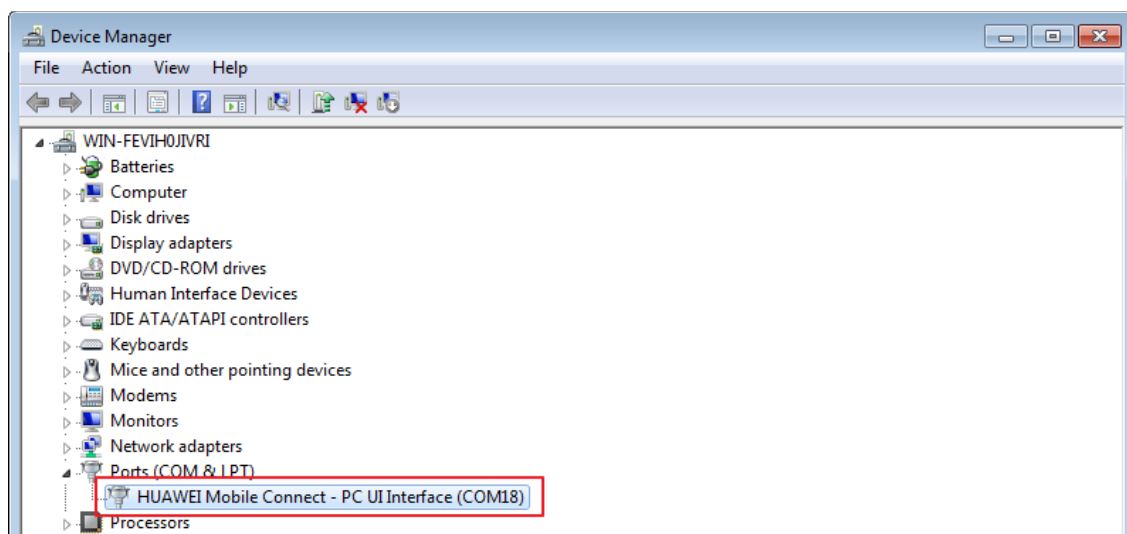 Device Manager
File Action View Help
WIN-FEVIH0JIVRI
Batteries
Computer
Disk drives
Display adapters
DVD/CD-ROM drives
Human Interface Devices
IDE ATA/ATAPI controllers
Keyboards
Mice and other pointing devices
Modems
Monitors
Network adapters
Ports (COM & LPT)
HUAWEI Mobile Connect - PC UI Interface (COM18)
Processors